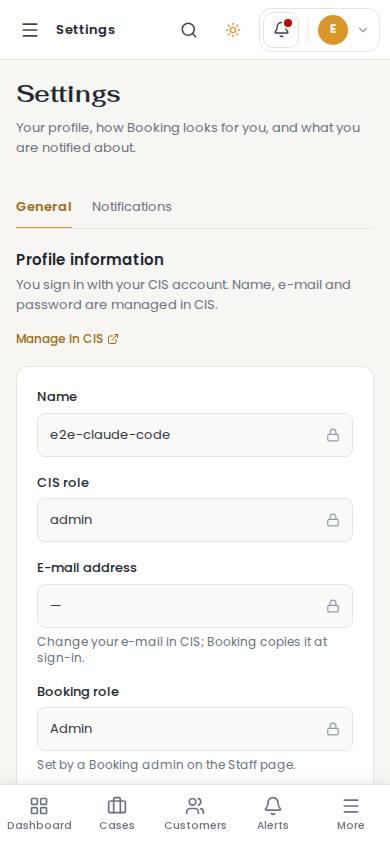 Settings
E
Settings
Your profile, how Booking looks for you, and what you
are notified about.
General
Notifications
Profile information
You sign in with your CIS account. Name, e-mail and
password are managed in CIS.
Manage in CIS
Name
e2e-claude-code
CIS role
admin
E-mail address
—
Change your e-mail in CIS; Booking copies it at
sign-in.
Booking role
Admin
Set by a Booking admin on the Staff page.
Dashboard
Cases
Customers
Alerts
More